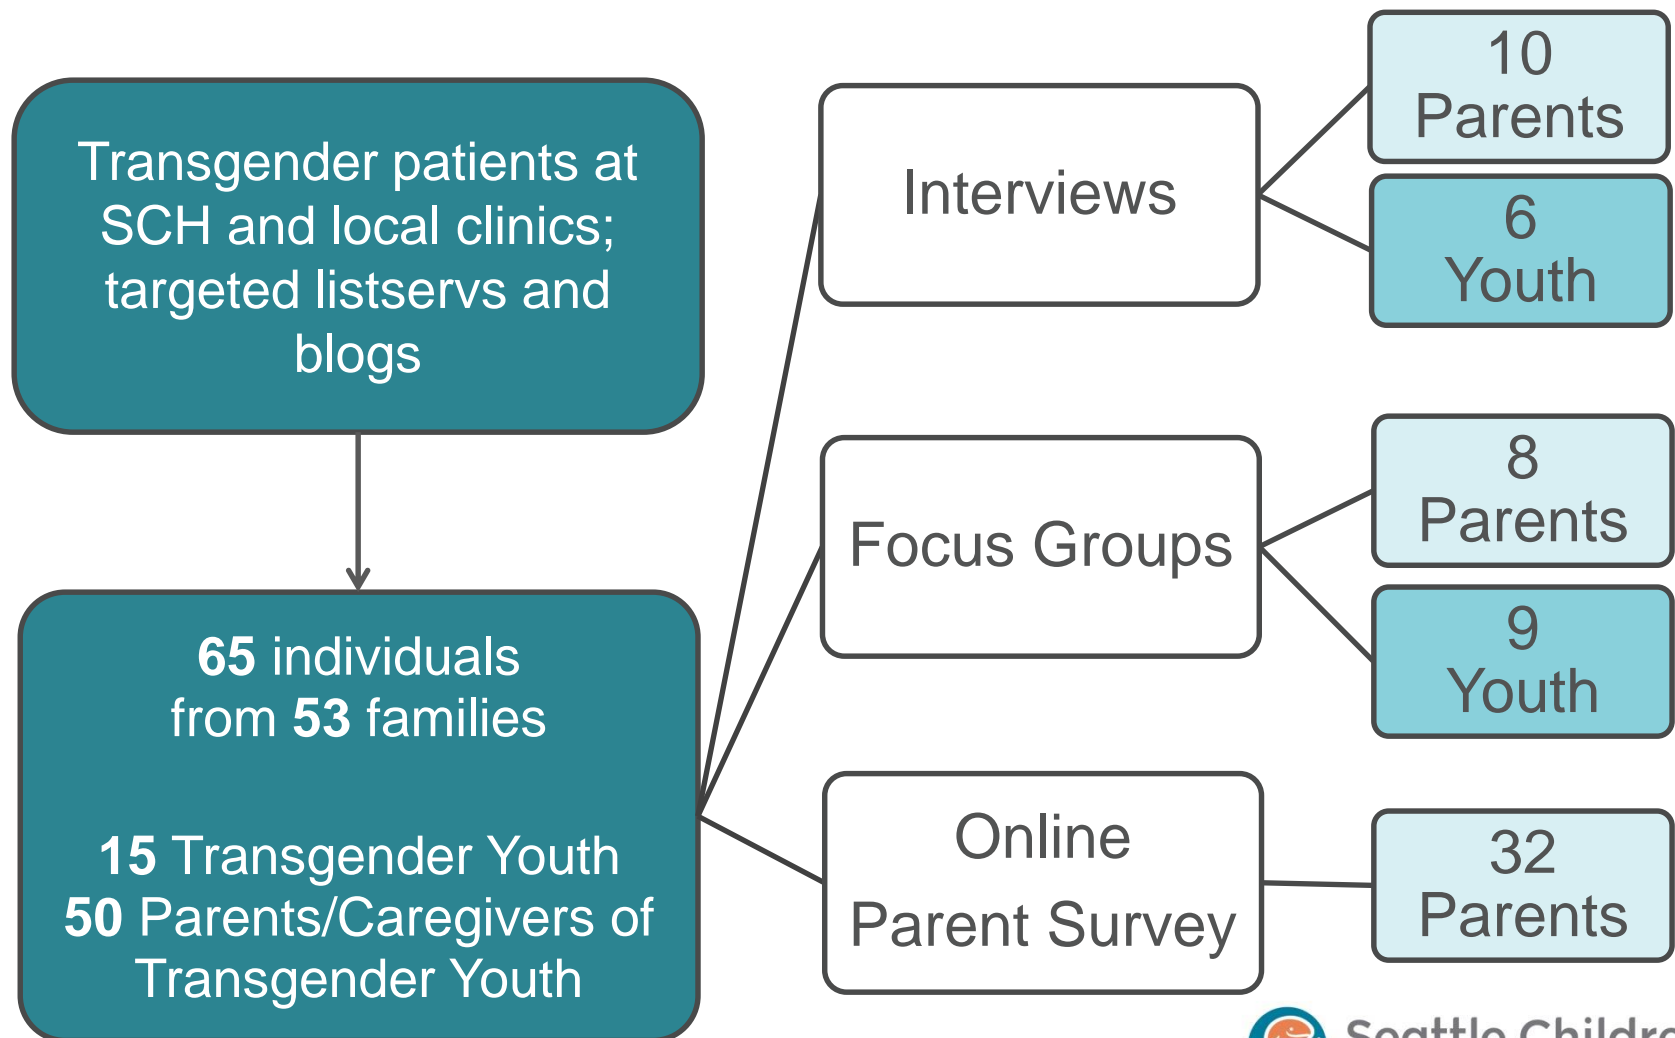 Transgender patients at
SCH and local clinics;
targeted listservs and
blogs
65 individuals
from 53 families
15 Transgender Youth
50 Parents/Caregivers of
Transgender Youth
Interviews
10
Parents
6
Youth
Focus Groups
8
Parents
9
Youth
Online
Parent Survey
32
Parents
Seattle Childre